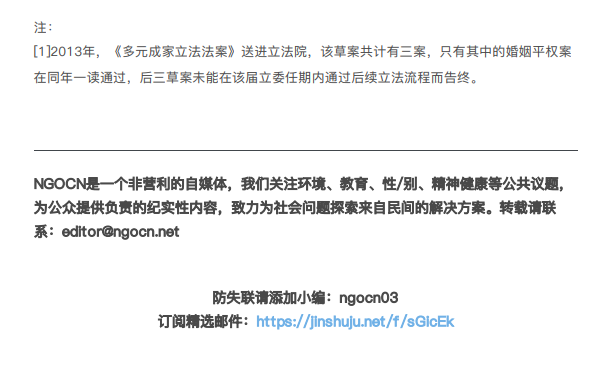 注：
[1]2013年，《多元成家立法法案》送进立法院，该草案共计有三案，只有其中的婚姻平权案
在同年一读通过，后三草案未能在该届立委任期内通过后续立法流程而告终。
NGOCN是一个非营利的自媒体，我们关注环境、教育、性/别、精神健康等公共议题，
为公众提供负责的纪实性内容，致力为社会问题探索来自民间的解决方案。转载请联
系：editor@ngocn.net
防失联请添加小编：ngocn03
订阅精选邮件：https://jinshuju.net/f/sGicEk